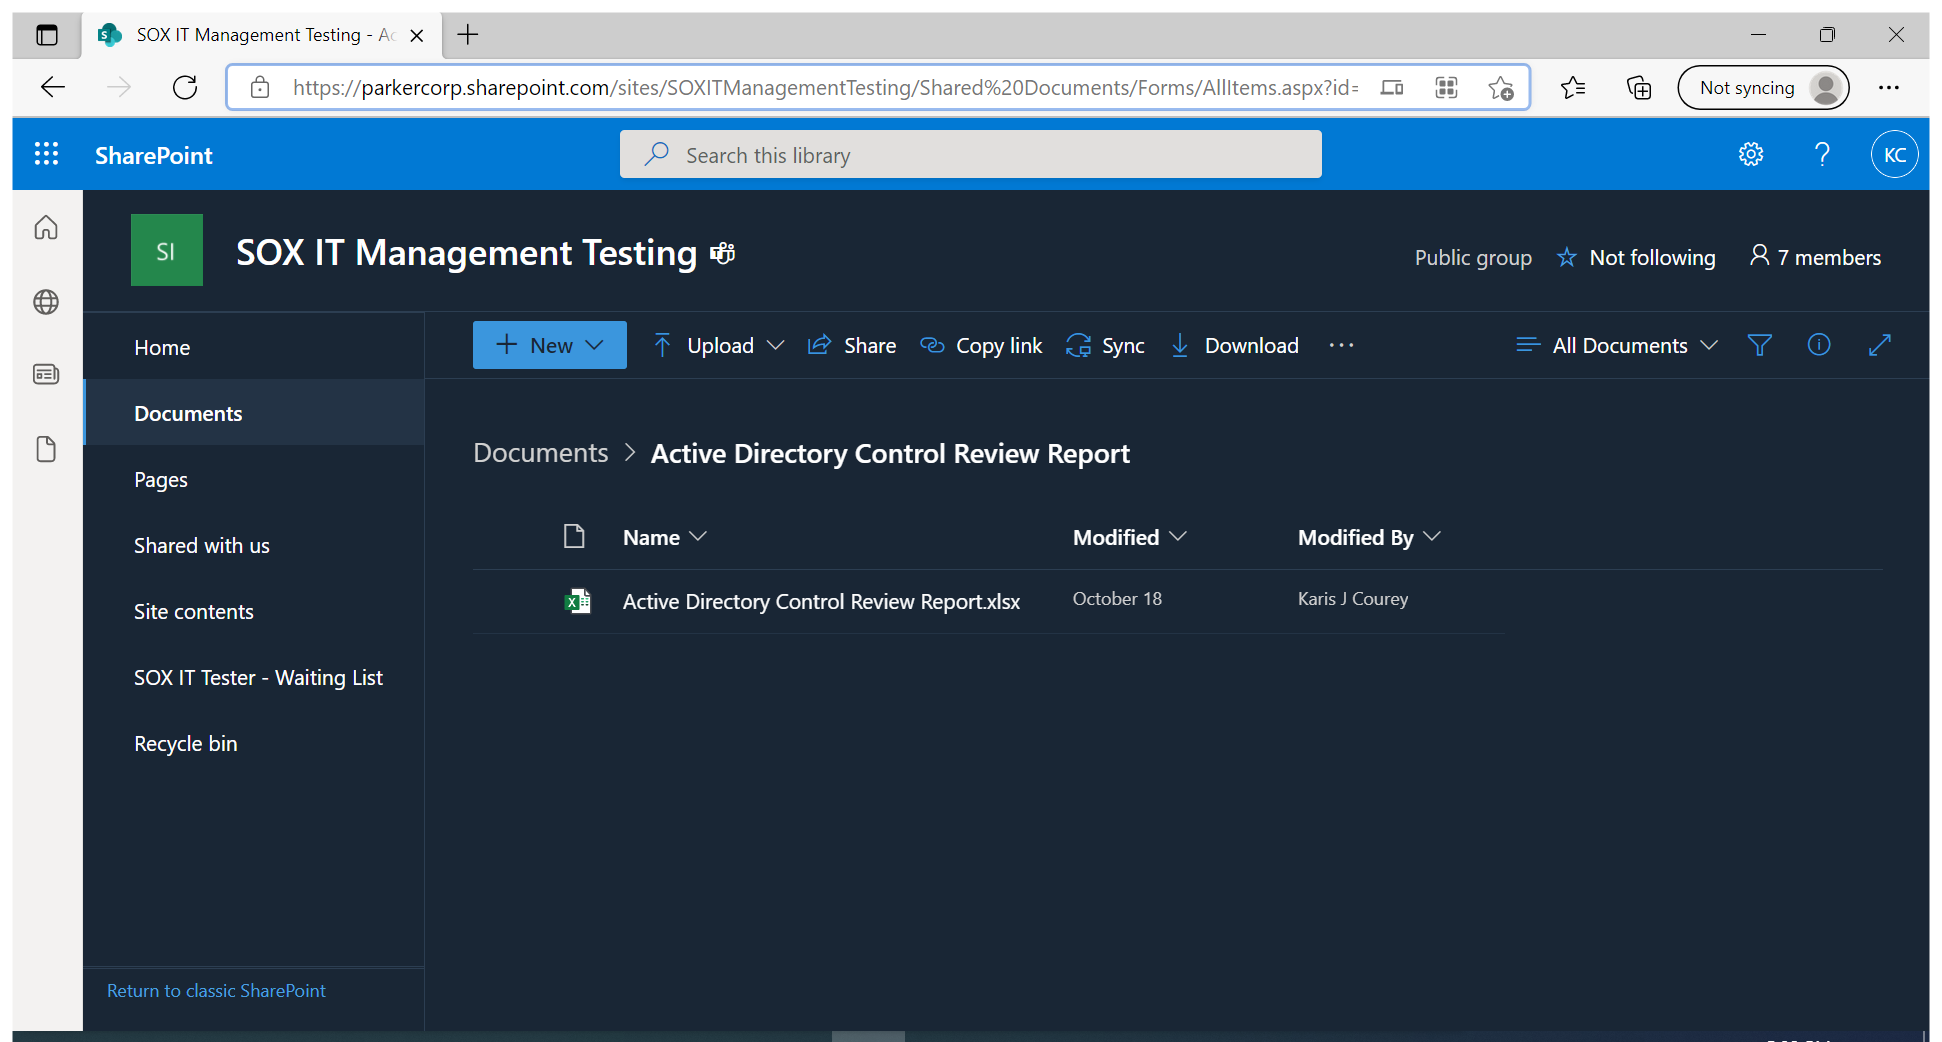 SOX IT Management Testing - Ac
https://parkercorp.sharepoint.com/sites/SOXITManagementTesting/Shared%20Documents/Forms/AllItems.aspx?id=
Not syncing
SharePoint
Search this library
?
KC
SI
SOX IT Management Testing
Public group
Not following
7 members
Home
Documents
Pages
Shared with us
Site contents
SOX IT Tester - Waiting List
Recycle bin
Return to classic SharePoint
New
Upload
Share
Copy link
Sync
Download
All Documents
Documents > Active Directory Control Review Report
Name
Modified
Modified By
Active Directory Control Review Report.xlsx
October 18
Karis J Courey